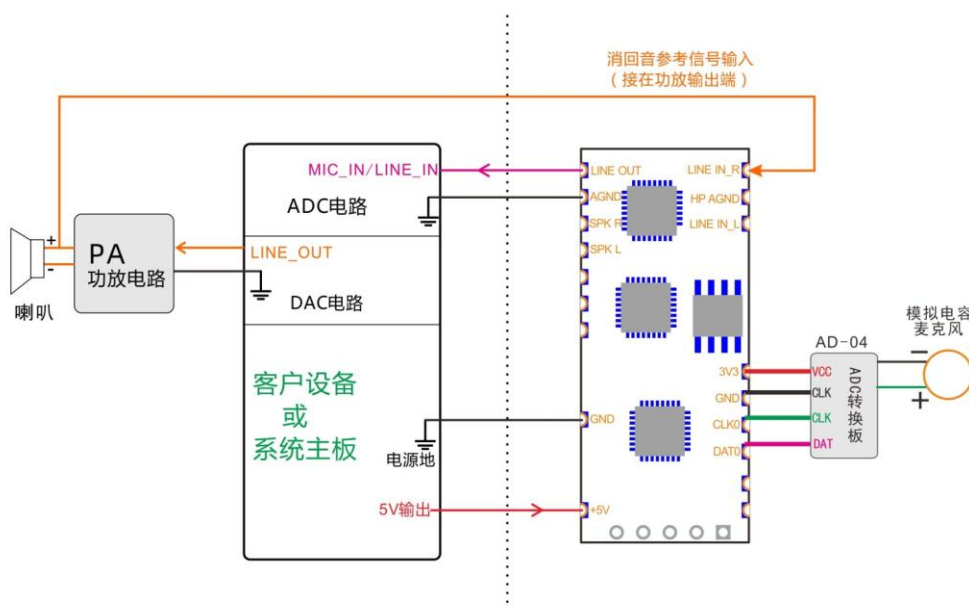 消回音参考信号输入
（接在功放输出端）
MIC_IN/LINE_IN
ADC电路
LINE_OUT
DAC电路
+
-
PA
功放电路
喇叭
客户设备
或
系统主板
电源地
5V输出
LINE OUT
AGND
SPK R
SPK L
GND
+5V
LINE IN_R
HP AGND
LINE IN_L
3V3
GND
CLK0
DAT0
AD-04
VCC
CLK
CLK
DAT
ADC转换板
模拟电容
麦克风
−
+